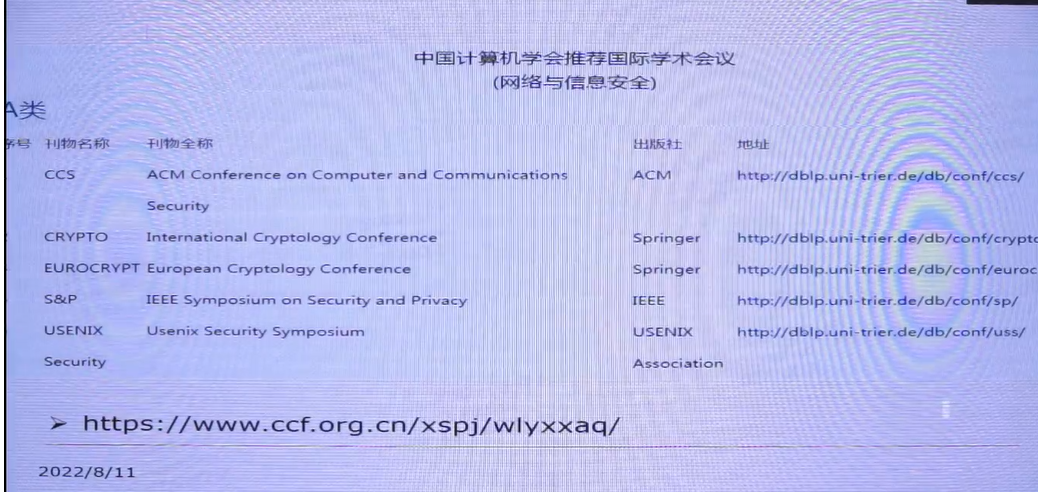 中国计算机学会推荐国际学术会议
(网络与信息安全)
A类
序号 刊物名称 刊物全称 出版社 地址
CCS ACM Conference on Computer and Communications ACM http://dblp.uni-trier.de/db/conf/ccs/
Security
CRYPTO International Cryptology Conference Springer http://dblp.uni-trier.de/db/conf/crypto
EUROCRYPT European Cryptology Conference Springer http://dblp.uni-trier.de/db/conf/euroc
S&P IEEE Symposium on Security and Privacy IEEE http://dblp.uni-trier.de/db/conf/sp/
USENIX Usenix Security Symposium USENIX http://dblp.uni-trier.de/db/conf/uss/
Security Association
➢ https://www.ccf.org.cn/xspj/wlyxxaq/
2022/8/11